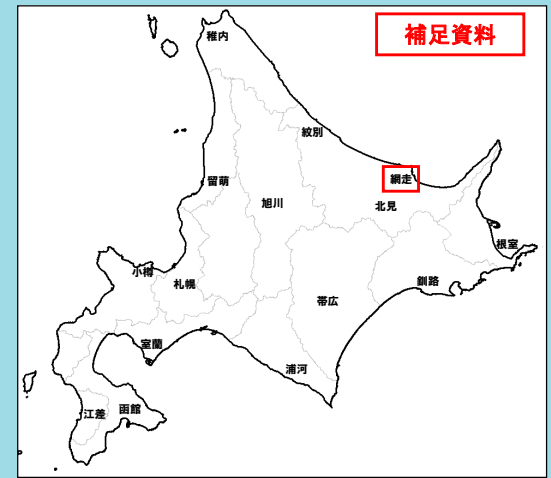 補足資料
稚内
紋別
網走
留萌
旭川
北見
根室
小樽
札幌
釧路
帯広
室蘭
浦河
江差
函館